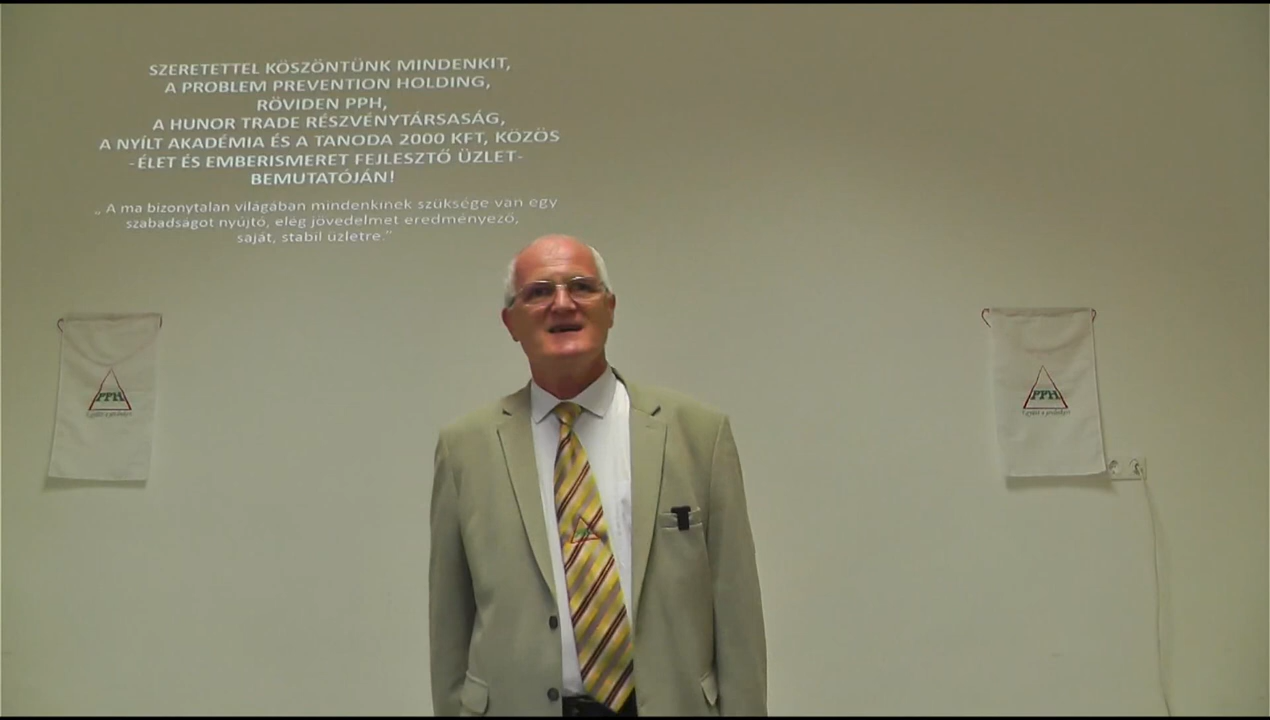 SZERETETTEL KÖSZÖNTÜNK MINDENKIT,
A PROBLEM PREVENTION HOLDING,
RÖVIDEN PPH,
A HUNOR TRADE RÉSZVÉNYTÁRSASÁG,
A NYÍLT AKADÉMIA ÉS A TANODA 2000 KFT, KÖZÖS
-ÉLET ÉS EMBERISMERET FEJLESZTŐ ÜZLET-
BEMUTATÓJÁN!
„ A ma bizonytalan világában mindenkinek szüksége van egy
szabadságot nyújtó, elég jövedelmet eredményező,
saját, stabil üzletre.”
PPH
PPH